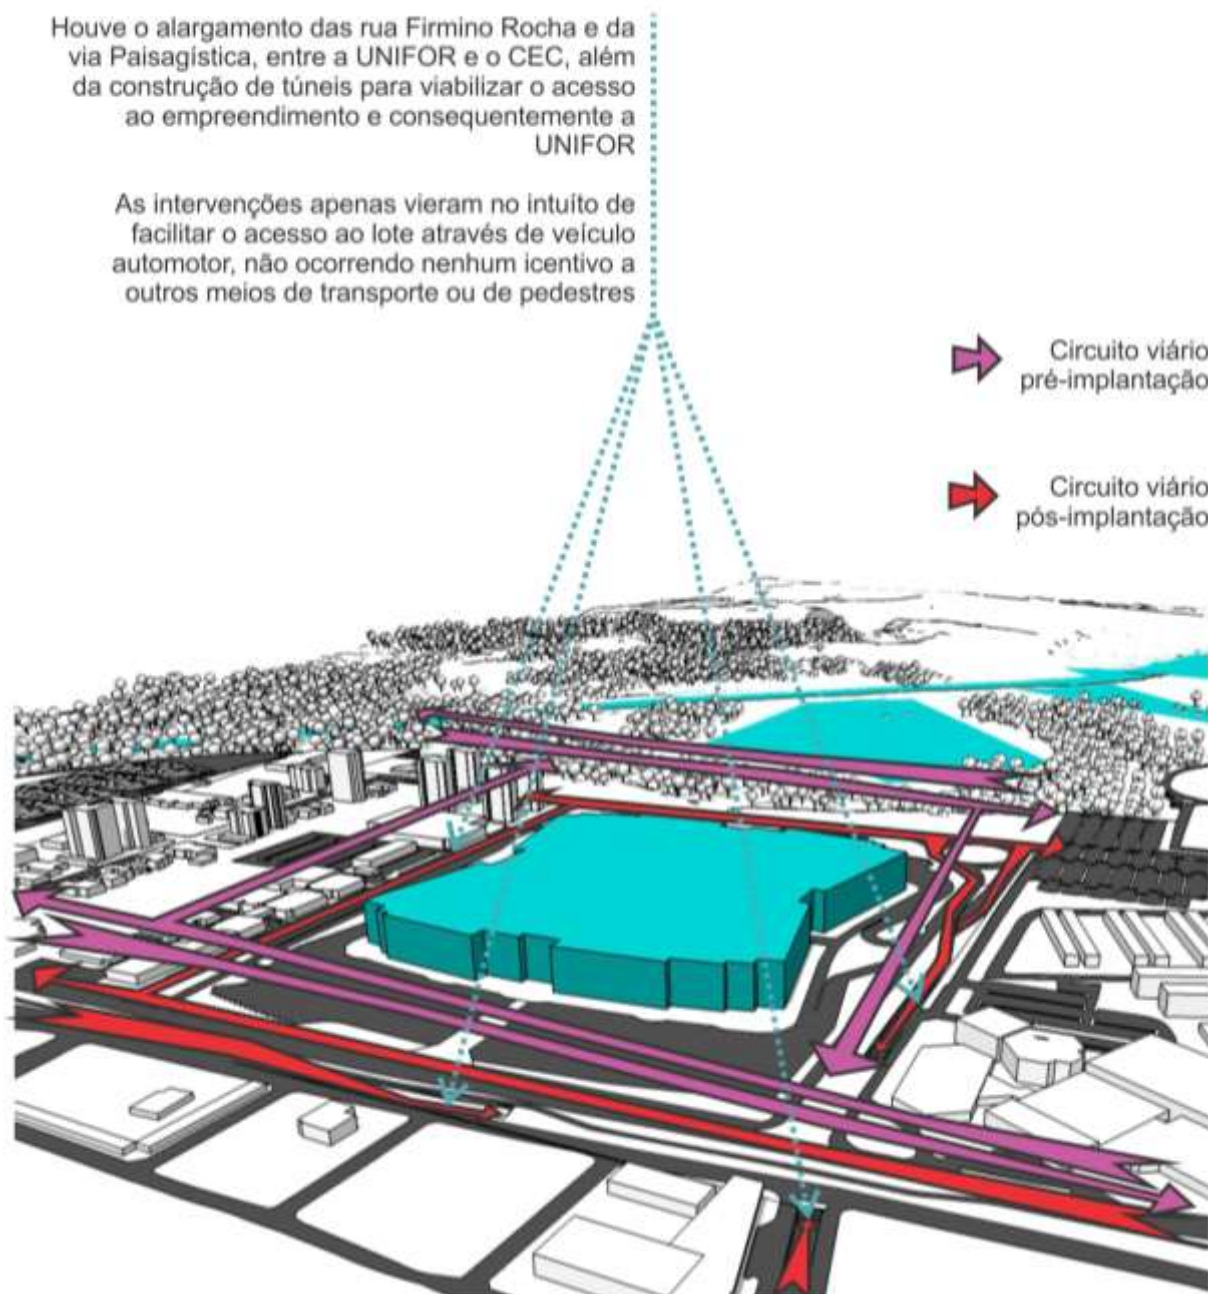 Houve o alargamento das rua Firmino Rocha e da
via Paisagística, entre a UNIFOR e o CEC, além
da construção de túneis para viabilizar o acesso
ao empreendimento e consequentemente a
UNIFOR
As intervenções apenas vieram no intuíto de
facilitar o acesso ao lote através de veículo
automotor, não ocorrendo nenhum icentivo a
outros meios de transporte ou de pedestres
Circuito viário
pré-implantação
Circuito viário
pós-implantação